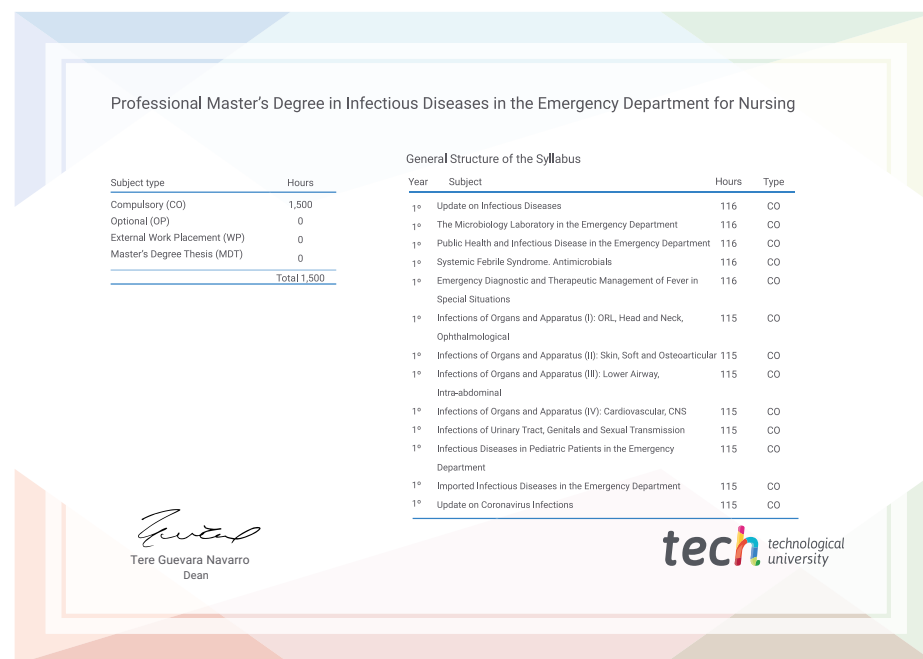 Professional Master's Degree in Infectious Diseases in the Emergency Department for Nursing
Subject type Hours
Compulsory (CO) 1,500
Optional (OP) 0
External Work Placement (WP) 0
Master's Degree Thesis (MDT) 0
Total 1,500
General Structure of the Syllabus
Year Subject Hours Type
1º Update on Infectious Diseases 116 CO
1º The Microbiology Laboratory in the Emergency Department 116 CO
1º Public Health and Infectious Disease in the Emergency Department 116 CO
1º Systemic Febrile Syndrome. Antimicrobials 116 CO
1º Emergency Diagnostic and Therapeutic Management of Fever in 116 CO
Special Situations
1º Infections of Organs and Apparatus (I): ORL, Head and Neck, 115 CO
Ophthalmological
1º Infections of Organs and Apparatus (II): Skin, Soft and Osteoarticular 115 CO
1º Infections of Organs and Apparatus (III): Lower Airway, 115 CO
Intra-abdominal
1º Infections of Organs and Apparatus (IV): Cardiovascular, CNS 115 CO
1º Infections of Urinary Tract, Genitals and Sexual Transmission 115 CO
1º Infectious Diseases in Pediatric Patients in the Emergency 115 CO
Department
1º Imported Infectious Diseases in the Emergency Department 115 CO
1º Update on Coronavirus Infections 115 CO
Tere Guevara Navarro
Dean
tech technological
university